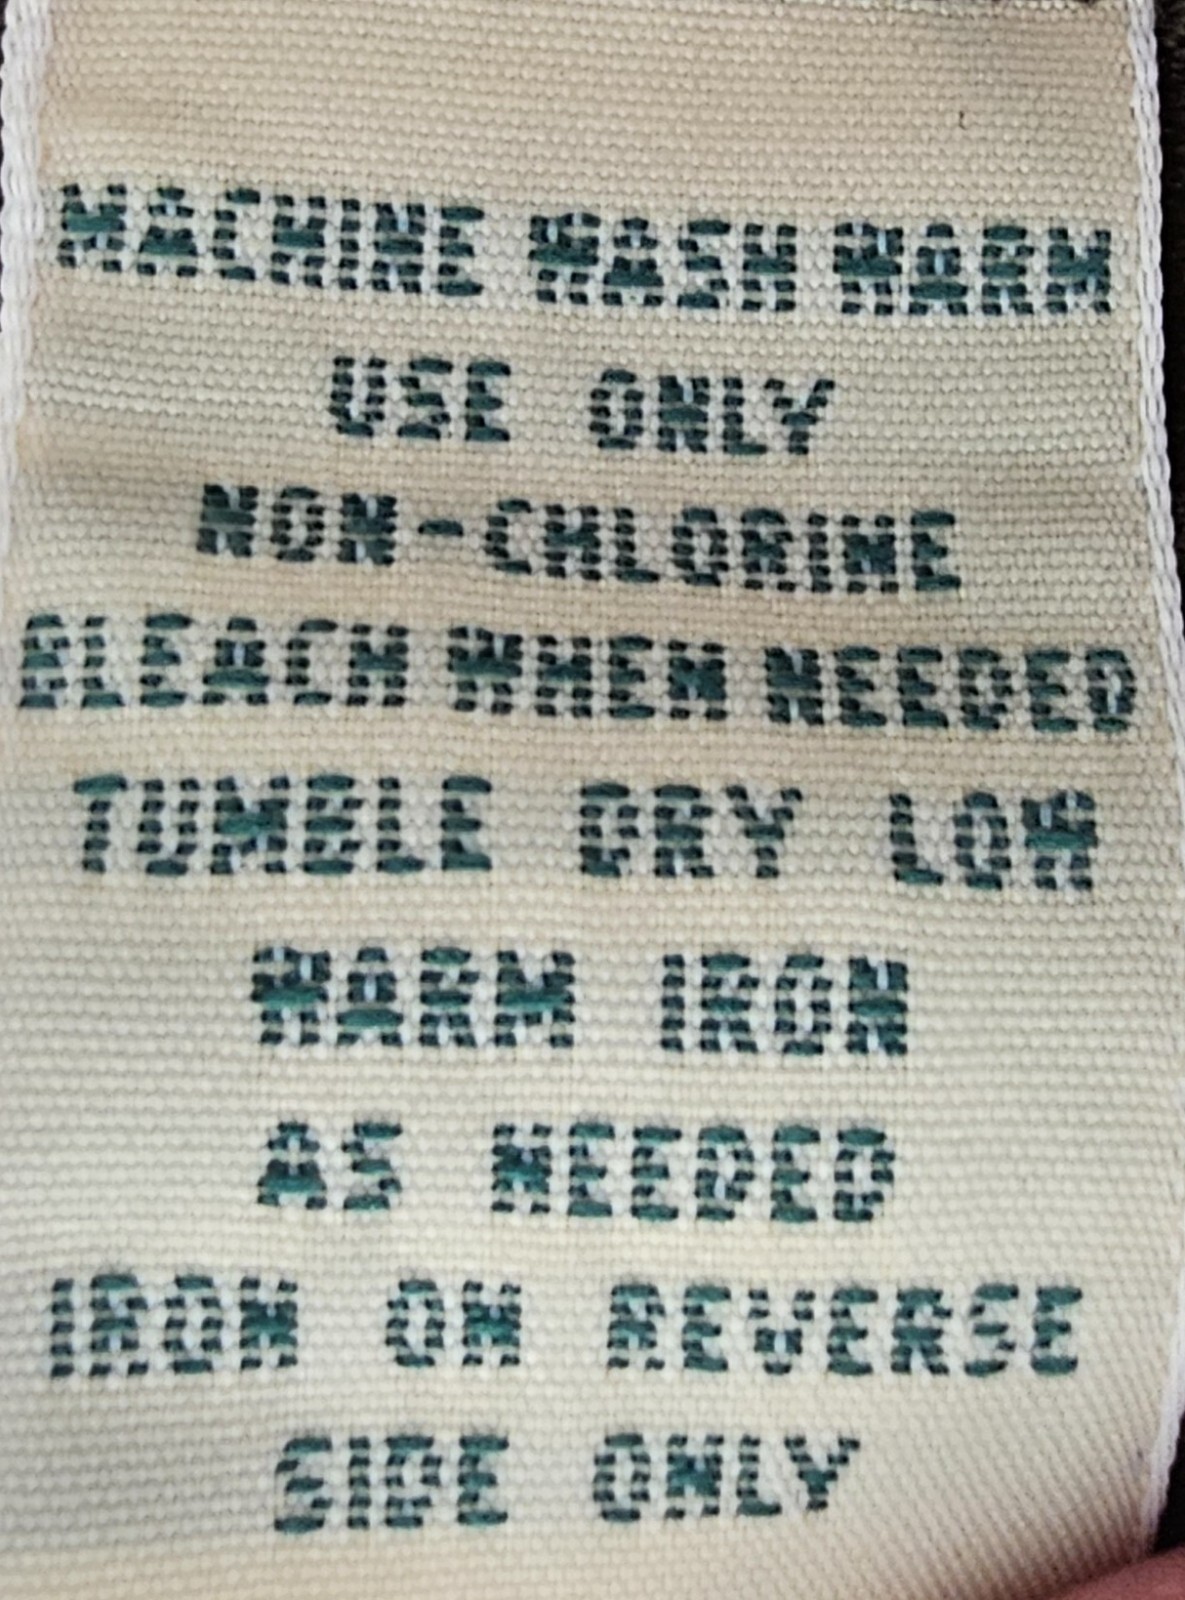 MACHINE WASH WARM
USE ONLY
NON-CHLORINE
BLEACH WHEN NEEDED
TUMBLE DRY LOW
WARM IRON
AS NEEDED
IRON ON REVERSE
SIDE ONLY